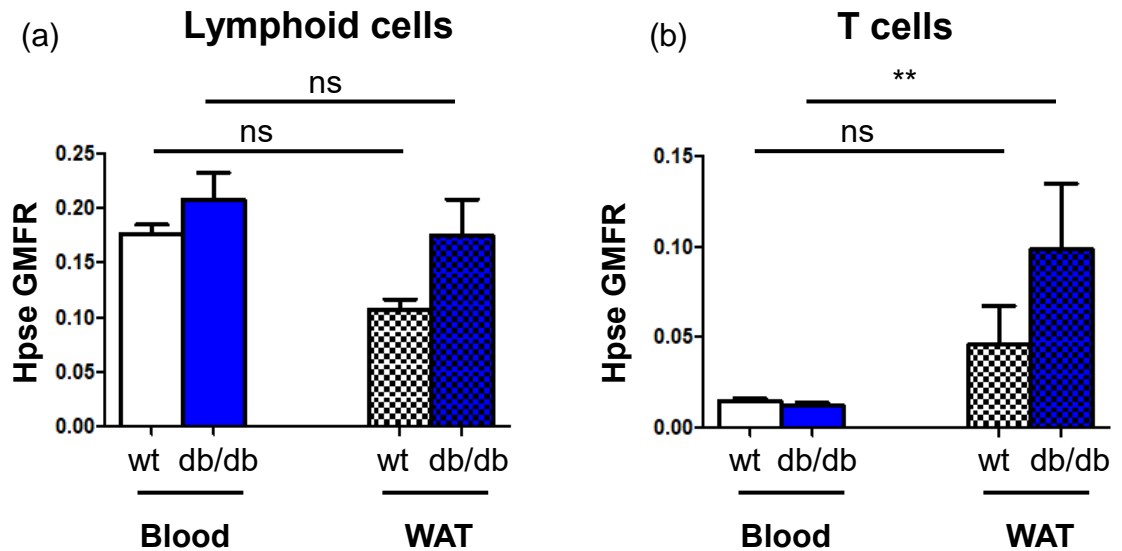 (a) Lymphoid cells
ns
ns
Hpse GMFR
0.25
0.20
0.15
0.10
0.05
0.00
wt db/db wt db/db
Blood WAT
(b) T cells
**
ns
Hpse GMFR
0.15
0.10
0.05
0.00
wt db/db wt db/db
Blood WAT